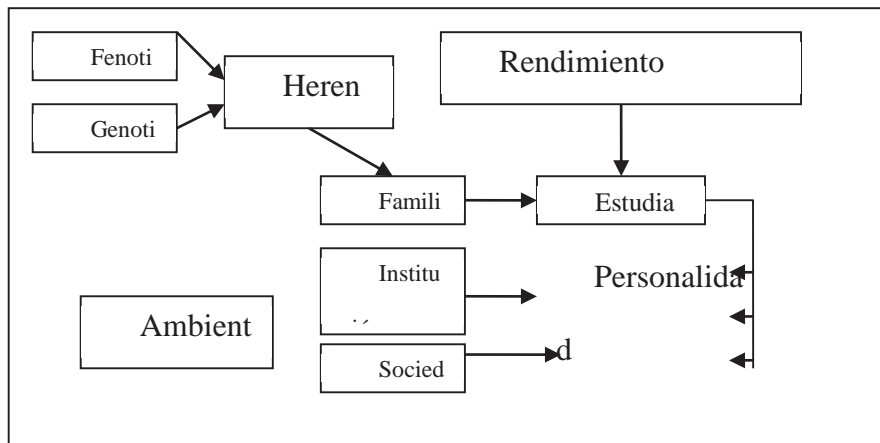 Fenoti
Genoti
Heren
Rendimiento
Famili
Estudia
Institu
Personalida
d
Ambient
Socied